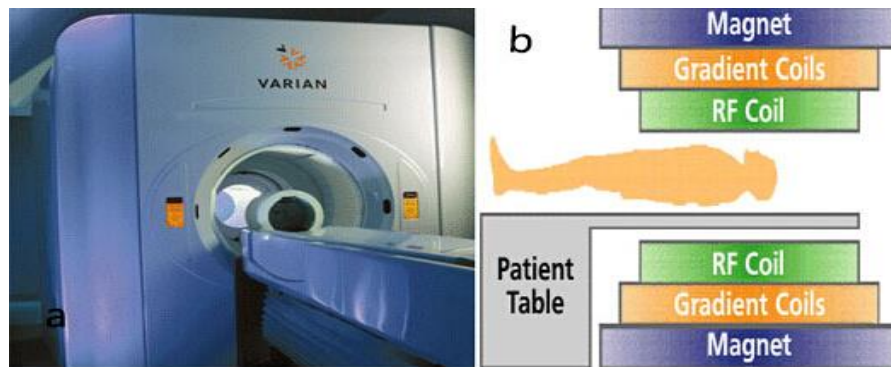 VARIAN
a
b
Magnet
Gradient Coils
RF Coil
Patient
Table
RF Coil
Gradient Coils
Magnet